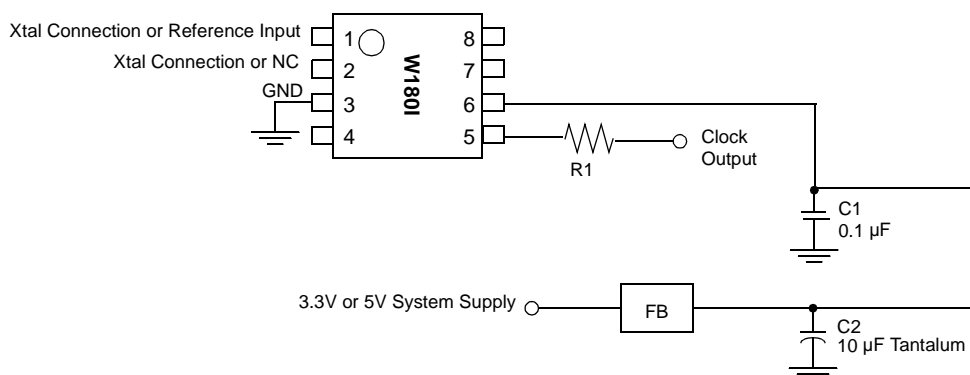 Xtal Connection or Reference Input
1
8
Xtal Connection or NC
2
7
W180I
GND
3
6
4
5
R1
Clock
Output
C1
0.1 µF
3.3V or 5V System Supply
FB
C2
10 µF Tantalum